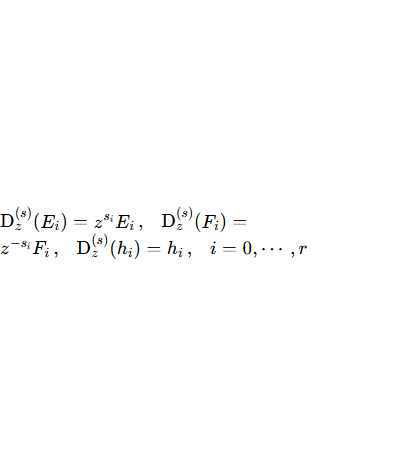 D_z^{(s)}(E_i) = z^{s_i} E_i , D_z^{(s)}(F_i) =
z^{-s_i} F_i , D_z^{(s)}(h_i) = h_i , i = 0, ⋯ , r